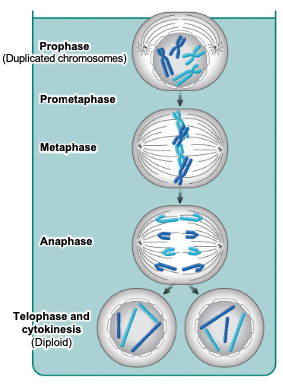 Prophase
(Duplicated chromosomes)
Prometaphase
Metaphase
Anaphase
Telophase and
cytokinesis
(Diploid)